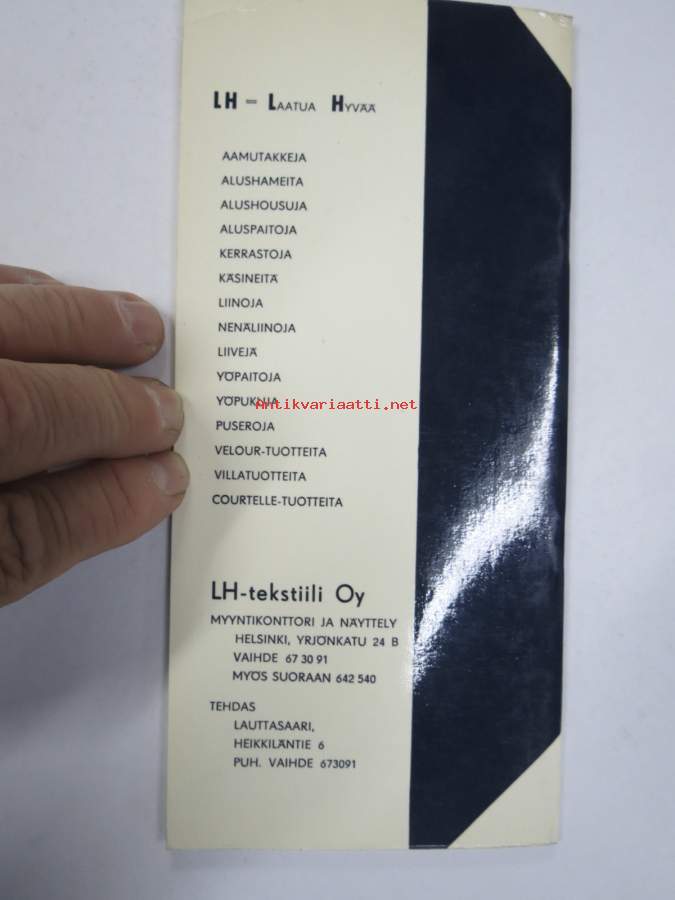 LH = LAATUA HYVÄÄ
AAMUTAKKEJA
ALUSHAMEITA
ALUSHOUSUJA
ALUSPAITOJA
KERRASTOJA
KÄSINEITÄ
LIINOJA
NENÄLIINOJA
LIIVEJÄ
YÖPAITOJA
YÖPUKUJA
Antikvariaatti.net
PUSEROJA
VELOUR-TUOTTEITA
VILLATUOTTEITA
COURTELLE-TUOTTEITA
LH-tekstiili Oy
MYYNTIKONTTORI JA NÄYTTELY
HELSINKI, YRJÖNKATU 24 B
VAIHDE 67 30 91
MYÖS SUORAAN 642 540
TEHDAS
LAUTTASAARI,
HEIKKILÄNTIE 6
PUH. VAIHDE 673091